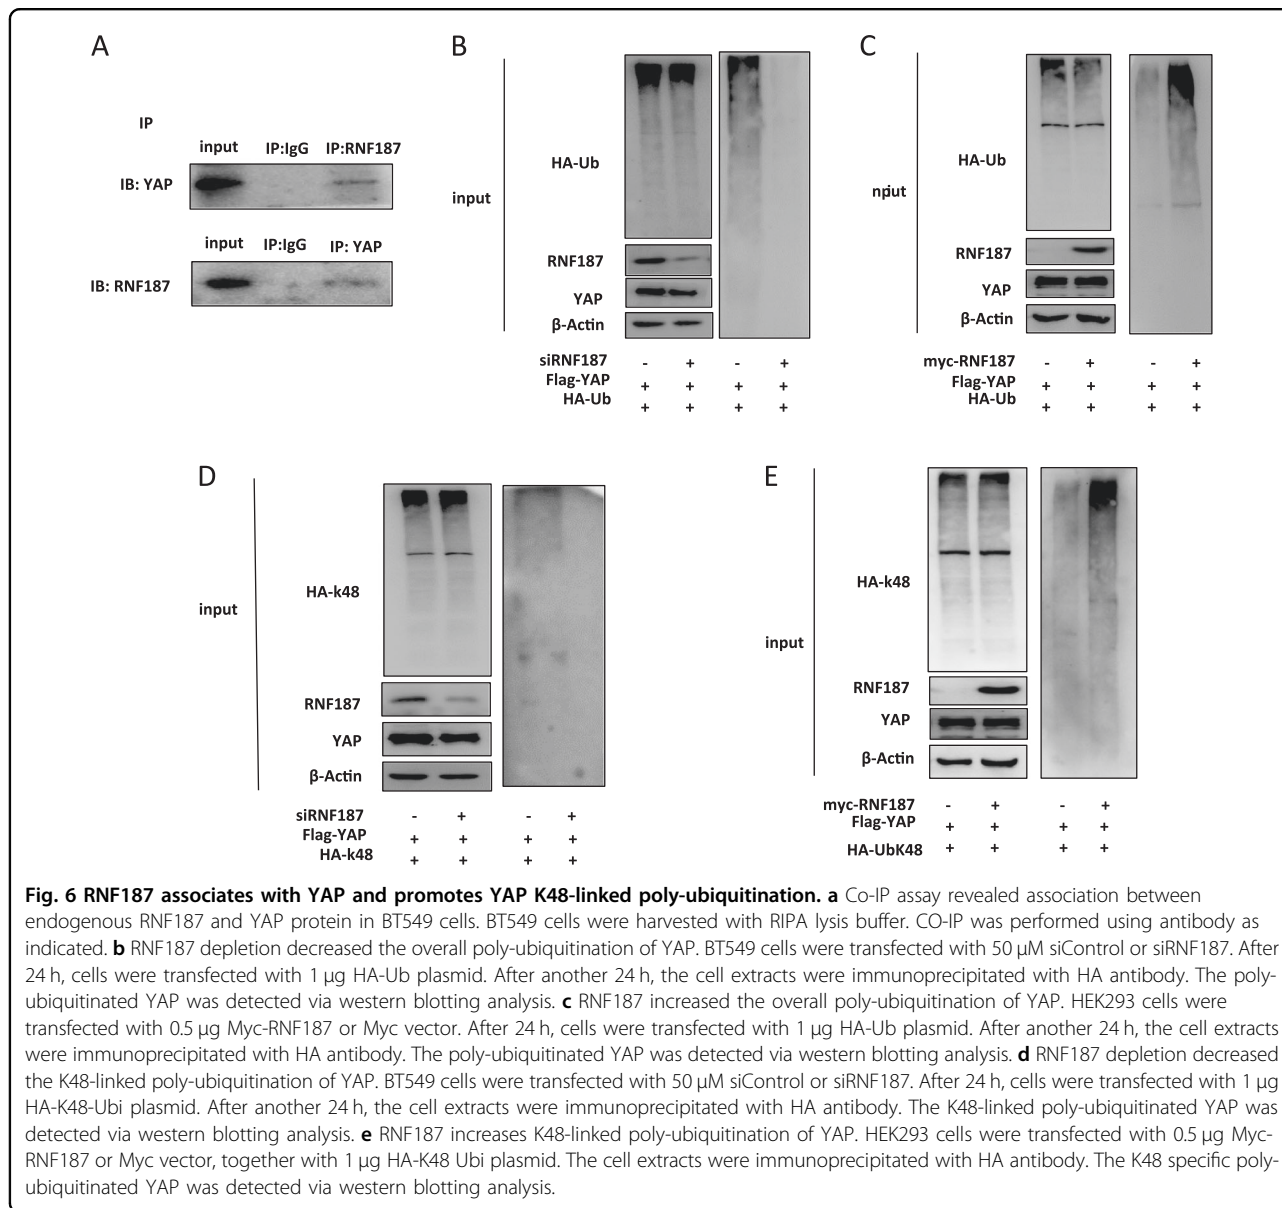 A
IP
input IP:IgG IP:RNF187
IB: YAP
input IP:IgG IP: YAP
IB: RNF187
B
input
HA-Ub
RNF187
YAP
β-Actin
siRNF187 - + - +
Flag-YAP + + + +
HA-Ub + + + +
C
npiut
HA-Ub
RNF187
YAP
β-Actin
myc-RNF187 - + - +
Flag-YAP + + + +
HA-Ub + + + +
D
input
HA-k48
RNF187
YAP
β-Actin
siRNF187 - + - +
Flag-YAP + + + +
HA-k48 + + + +
E
input
HA-k48
RNF187
YAP
β-Actin
myc-RNF187 - + - +
Flag-YAP + + + +
HA-UbK48 + + + +
Fig. 6 RNF187 associates with YAP and promotes YAP K48-linked poly-ubiquitination. a Co-IP assay revealed association between
endogenous RNF187 and YAP protein in BT549 cells. BT549 cells were harvested with RIPA lysis buffer. CO-IP was performed using antibody as
indicated. b RNF187 depletion decreased the overall poly-ubiquitination of YAP. BT549 cells were transfected with 50 μM siControl or siRNF187. After
24 h, cells were transfected with 1 μg HA-Ub plasmid. After another 24 h, the cell extracts were immunoprecipitated with HA antibody. The poly-
ubiquitinated YAP was detected via western blotting analysis. c RNF187 increased the overall poly-ubiquitination of YAP. HEK293 cells were
transfected with 0.5 μg Myc-RNF187 or Myc vector. After 24 h, cells were transfected with 1 μg HA-Ub plasmid. After another 24 h, the cell extracts
were immunoprecipitated with HA antibody. The poly-ubiquitinated YAP was detected via western blotting analysis. d RNF187 depletion decreased
the K48-linked poly-ubiquitination of YAP. BT549 cells were transfected with 50 μM siControl or siRNF187. After 24 h, cells were transfected with 1 μg
HA-K48-Ubi plasmid. After another 24 h, the cell extracts were immunoprecipitated with HA antibody. The K48-linked poly-ubiquitinated YAP was
detected via western blotting analysis. e RNF187 increases K48-linked poly-ubiquitination of YAP. HEK293 cells were transfected with 0.5 μg Myc-
RNF187 or Myc vector, together with 1 μg HA-K48 Ubi plasmid. The cell extracts were immunoprecipitated with HA antibody. The K48 specific poly-
ubiquitinated YAP was detected via western blotting analysis.